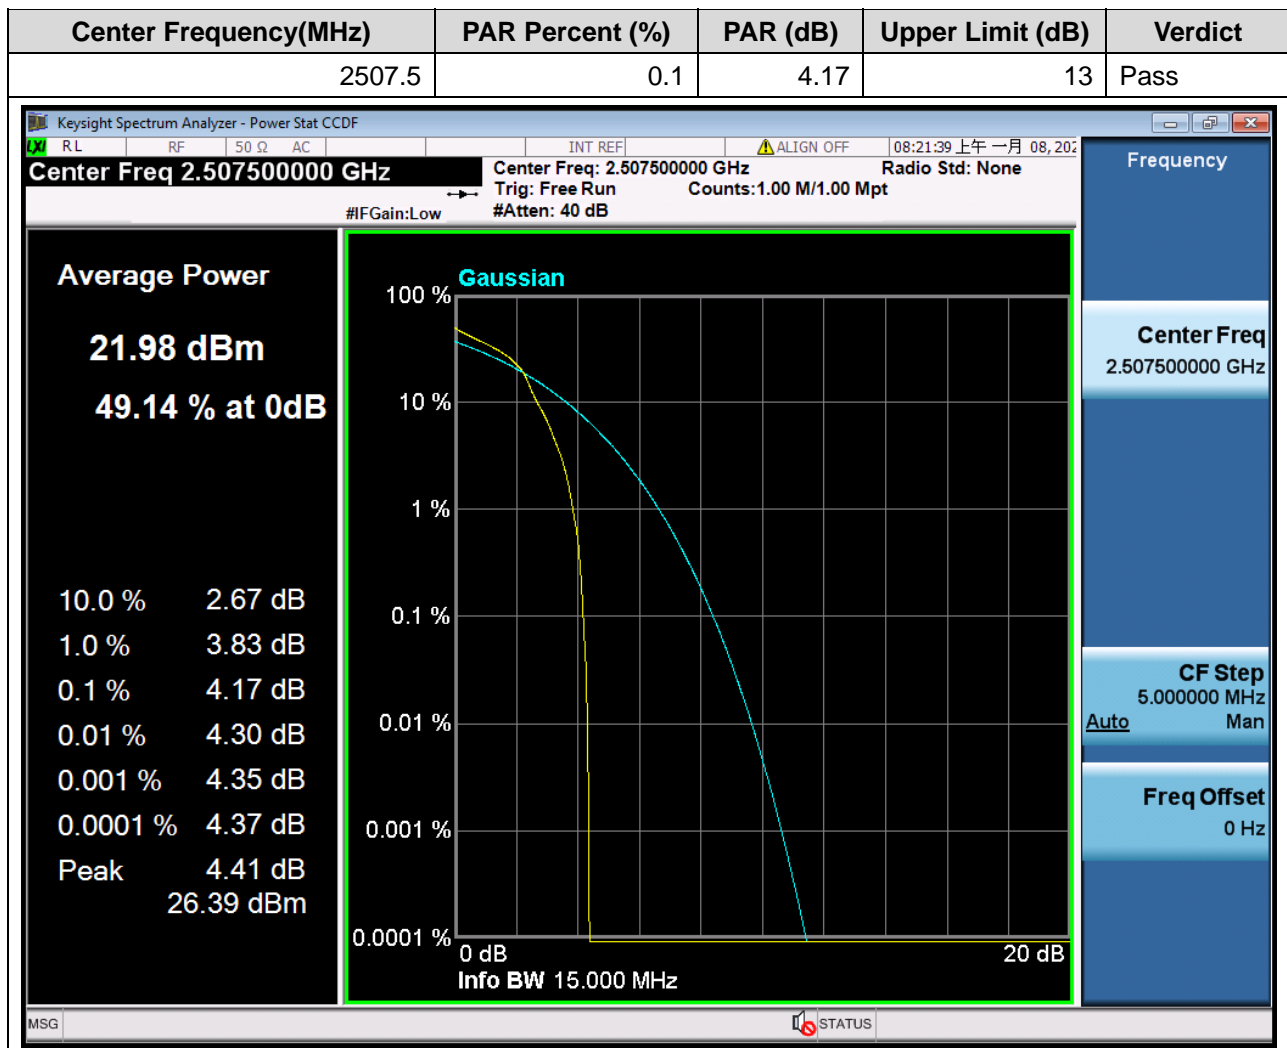 Center Frequency(MHz) PAR Percent (%) PAR (dB) Upper Limit (dB) Verdict
2507.5 0.1 4.17 13 Pass
Keysight Spectrum Analyzer - Power Stat CCDF
LXI RL RF 50 Ω AC INT REF ALIGN OFF 08:21:39 上午 一月 08, 202
Center Freq 2.507500000 GHz
Center Freq: 2.507500000 GHz Radio Std: None
Trig: Free Run Counts:1.00 M/1.00 Mpt
#IFGain:Low #Atten: 40 dB
Average Power
21.98 dBm
49.14 % at 0dB
10.0 % 2.67 dB
1.0 % 3.83 dB
0.1 % 4.17 dB
0.01 % 4.30 dB
0.001 % 4.35 dB
0.0001 % 4.37 dB
Peak 4.41 dB
26.39 dBm
Gaussian
100 %
10 %
1 %
0.1 %
0.01 %
0.001 %
0.0001 %
0 dB 20 dB
Info BW 15.000 MHz
Frequency
Center Freq
2.507500000 GHz
CF Step
5.000000 MHz
Auto Man
Freq Offset
0 Hz
MSG STATUS